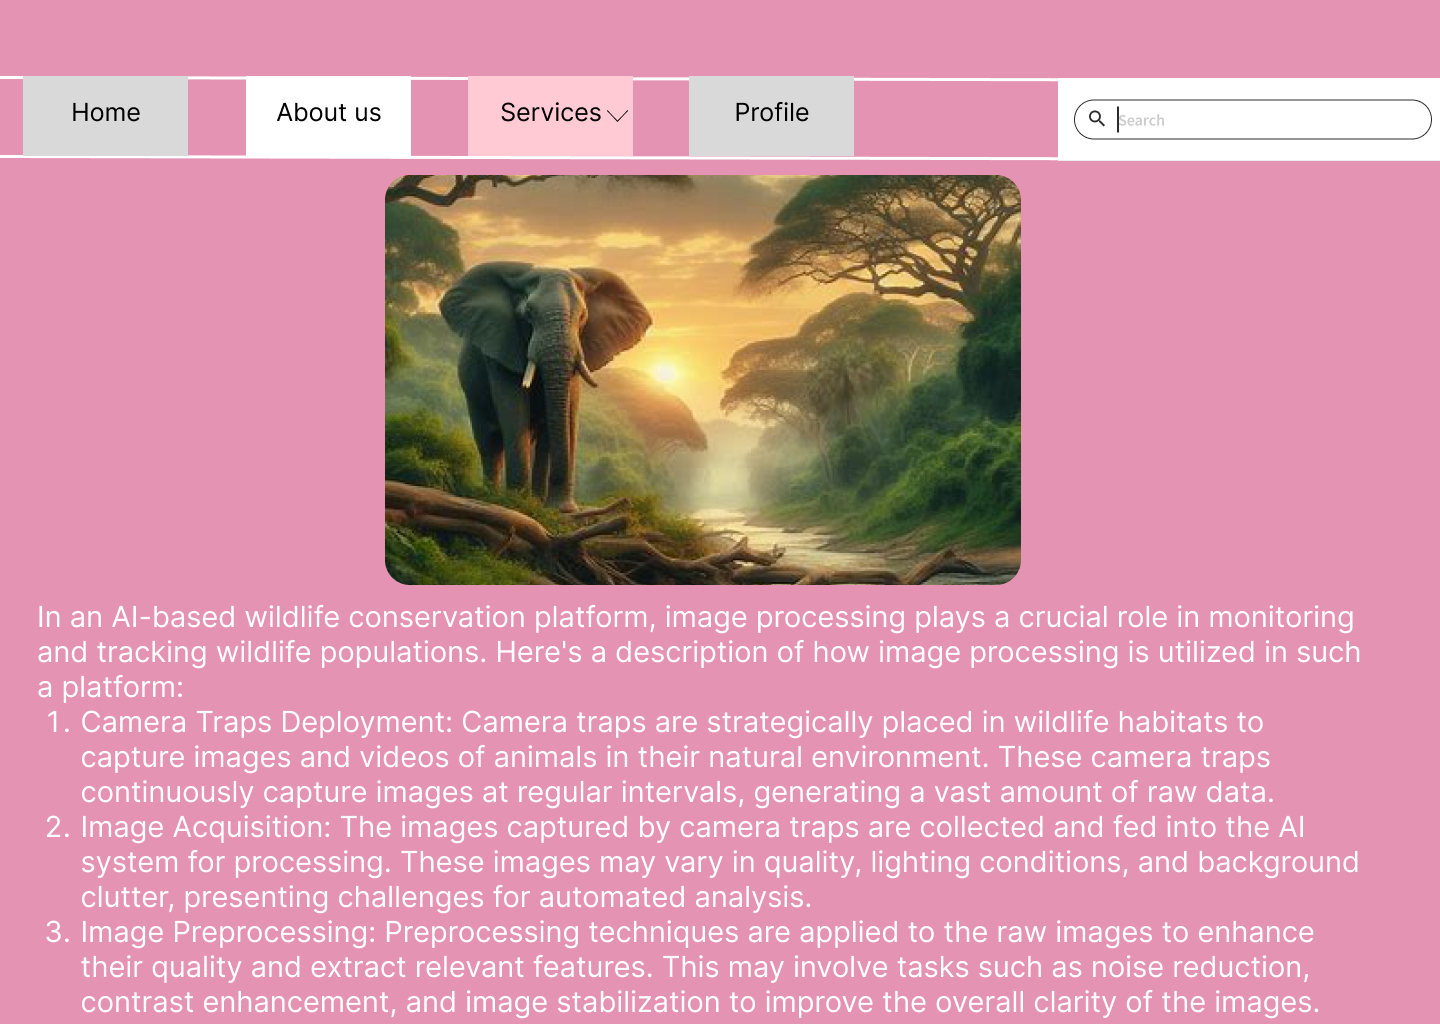 Home
About us
Services
Profile
Search
In an AI-based wildlife conservation platform, image processing plays a crucial role in monitoring
and tracking wildlife populations. Here's a description of how image processing is utilized in such
a platform:
1. Camera Traps Deployment: Camera traps are strategically placed in wildlife habitats to
capture images and videos of animals in their natural environment. These camera traps
continuously capture images at regular intervals, generating a vast amount of raw data.
2. Image Acquisition: The images captured by camera traps are collected and fed into the AI
system for processing. These images may vary in quality, lighting conditions, and background
clutter, presenting challenges for automated analysis.
3. Image Preprocessing: Preprocessing techniques are applied to the raw images to enhance
their quality and extract relevant features. This may involve tasks such as noise reduction,
contrast enhancement, and image stabilization to improve the overall clarity of the images.